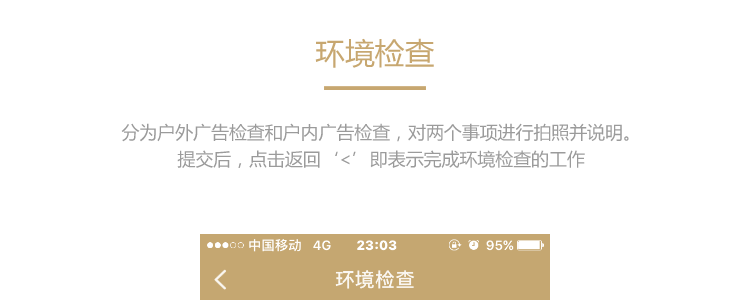 环境检查
分为户外广告检查和户内广告检查，对两个事项进行拍照并说明。
提交后，点击返回‘<’即表示完成环境检查的工作
中国移动 4G 23:03 95%
环境检查